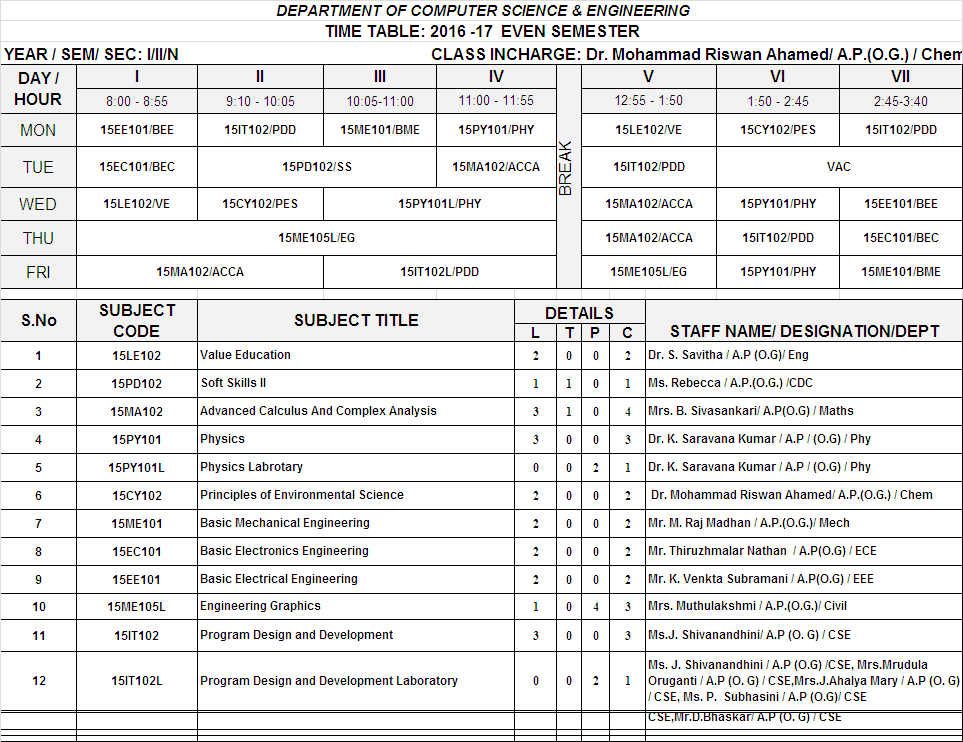 DEPARTMENT OF COMPUTER SCIENCE & ENGINEERING
TIME TABLE: 2016 -17 EVEN SEMESTER
YEAR / SEM/ SEC: I/II/N CLASS INCHARGE: Dr. Mohammad Riswan Ahamed/ A.P.(O.G.) / Chem
DAY / HOUR I II III IV BREAK V VI VII
8:00 - 8:55 9:10 - 10:05 10:05-11:00 11:00 - 11:55 12:55 - 1:50 1:50 - 2:45 2:45-3:40
MON 15EE101/BEE 15IT102/PDD 15ME101/BME 15PY101/PHY 15LE102/VE 15CY102/PES 15IT102/PDD
TUE 15EC101/BEC 15PD102/SS 15MA102/ACCA 15IT102/PDD VAC
WED 15LE102/VE 15CY102/PES 15PY101L/PHY 15MA102/ACCA 15PY101/PHY 15EE101/BEE
THU 15ME105L/EG 15MA102/ACCA 15IT102/PDD 15EC101/BEC
FRI 15MA102/ACCA 15IT102L/PDD 15ME105L/EG 15PY101/PHY 15ME101/BME
S.No SUBJECT CODE SUBJECT TITLE DETAILS STAFF NAME/ DESIGNATION/DEPT
L T P C
1 15LE102 Value Education 2 0 0 2 Dr. S. Savitha / A.P (O.G)/ Eng
2 15PD102 Soft Skills II 1 1 0 1 Ms. Rebecca / A.P.(O.G.) /CDC
3 15MA102 Advanced Calculus And Complex Analysis 3 1 0 4 Mrs. B. Sivasankari/ A.P(O.G) / Maths
4 15PY101 Physics 3 0 0 3 Dr. K. Saravana Kumar / A.P / (O.G) / Phy
5 15PY101L Physics Labrotary 0 0 2 1 Dr. K. Saravana Kumar / A.P / (O.G) / Phy
6 15CY102 Principles of Environmental Science 2 0 0 2 Dr. Mohammad Riswan Ahamed/ A.P.(O.G.) / Chem
7 15ME101 Basic Mechanical Engineering 2 0 0 2 Mr. M. Raj Madhan / A.P.(O.G.)/ Mech
8 15EC101 Basic Electronics Engineering 2 0 0 2 Mr. Thiruzhmalar Nathan / A.P(O.G) / ECE
9 15EE101 Basic Electrical Engineering 2 0 0 2 Mr. K. Venkta Subramani / A.P(O.G) / EEE
10 15ME105L Engineering Graphics 1 0 4 3 Mrs. Muthulakshmi / A.P.(O.G.)/ Civil
11 15IT102 Program Design and Development 3 0 0 3 Ms.J. Shivanandhini/ A.P (O. G) / CSE
12 15IT102L Program Design and Development Laboratory 0 0 2 1 Ms. J. Shivanandhini / A.P (O.G) /CSE, Mrs.Mrudula
Oruganti / A.P (O. G) / CSE,Mrs.J.Ahalya Mary / A.P (O. G)
/ CSE, Ms. P. Subhasini / A.P (O.G)/ CSE
CSE,Mr.D.Bhaskar/ A.P (O. G) / CSE